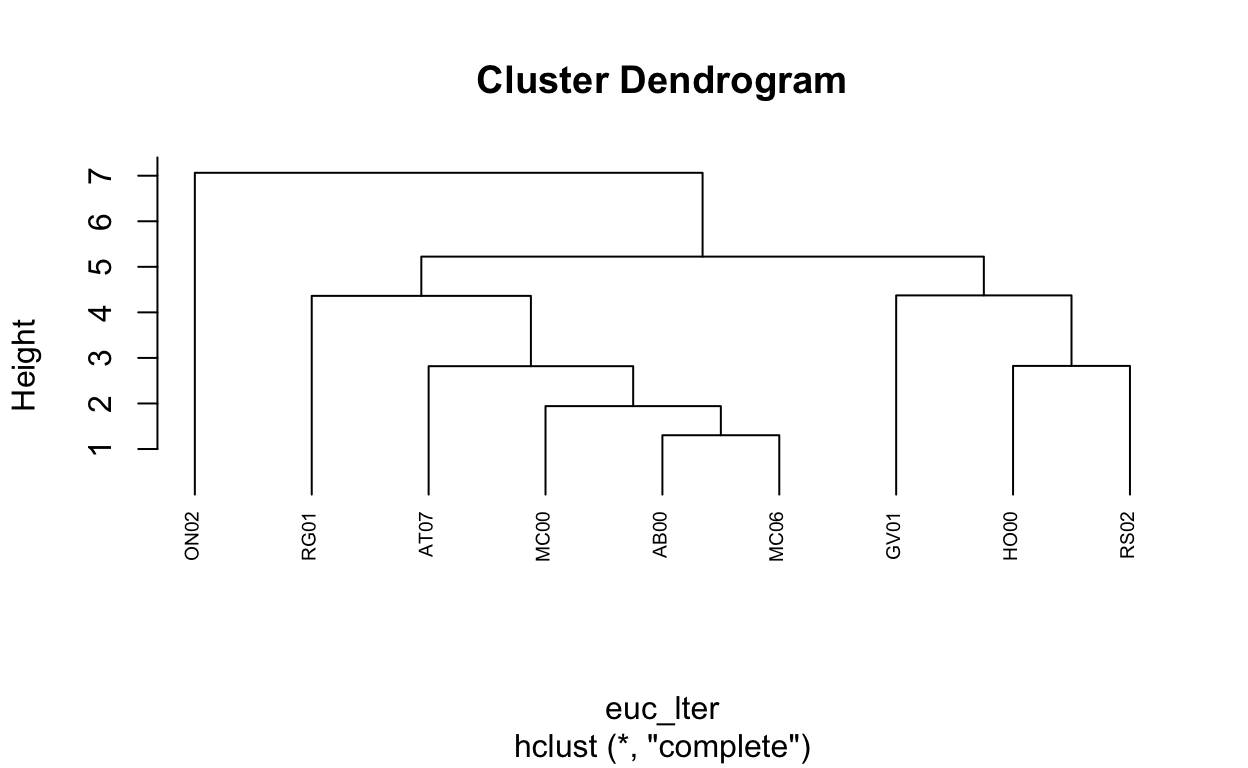 Cluster Dendrogram
Height
7
6
5
4
3
2
1
ON02
RG01
AT07
MC00
AB00
MC06
GV01
HO00
RS02
euc_lter
hclust (*, "complete")